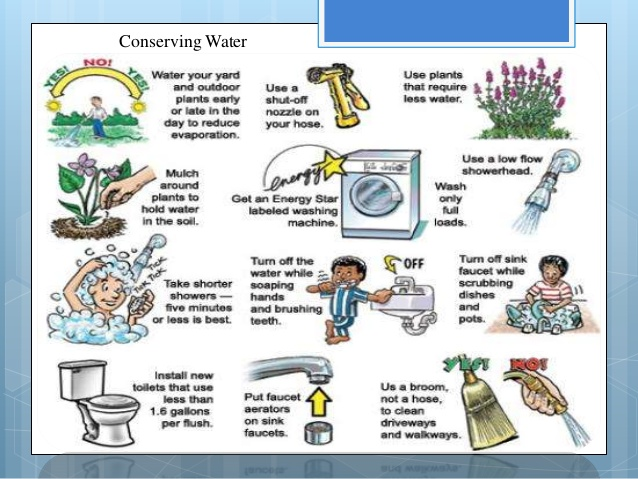 Conserving Water
YES! NO! YES!
Water your yard
and outdoor
plants early
or late in the
day to reduce
evaporation.
Use a
shut-off
nozzle on
your hose.
Use plants
that require
less water.
Mulch
around
plants to
hold water
in the soil.
energy
Get an Energy Star
labeled washing
machine.
Wash
only
full
loads.
Use a low flow
showerhead.
TICK TICK
Take shorter
showers —
five minutes
or less is best.
Turn off the
water while
soaping
hands
and brushing
teeth.
OFF
Turn off sink
faucet while
scrubbing
dishes
and
pots.
Install new
toilets that use
less than
1.6 gallons
per flush.
Put faucet
aerators
on sink
faucets.
YES! NO!
Us a broom,
not a hose,
to clean
driveways
and walkways.